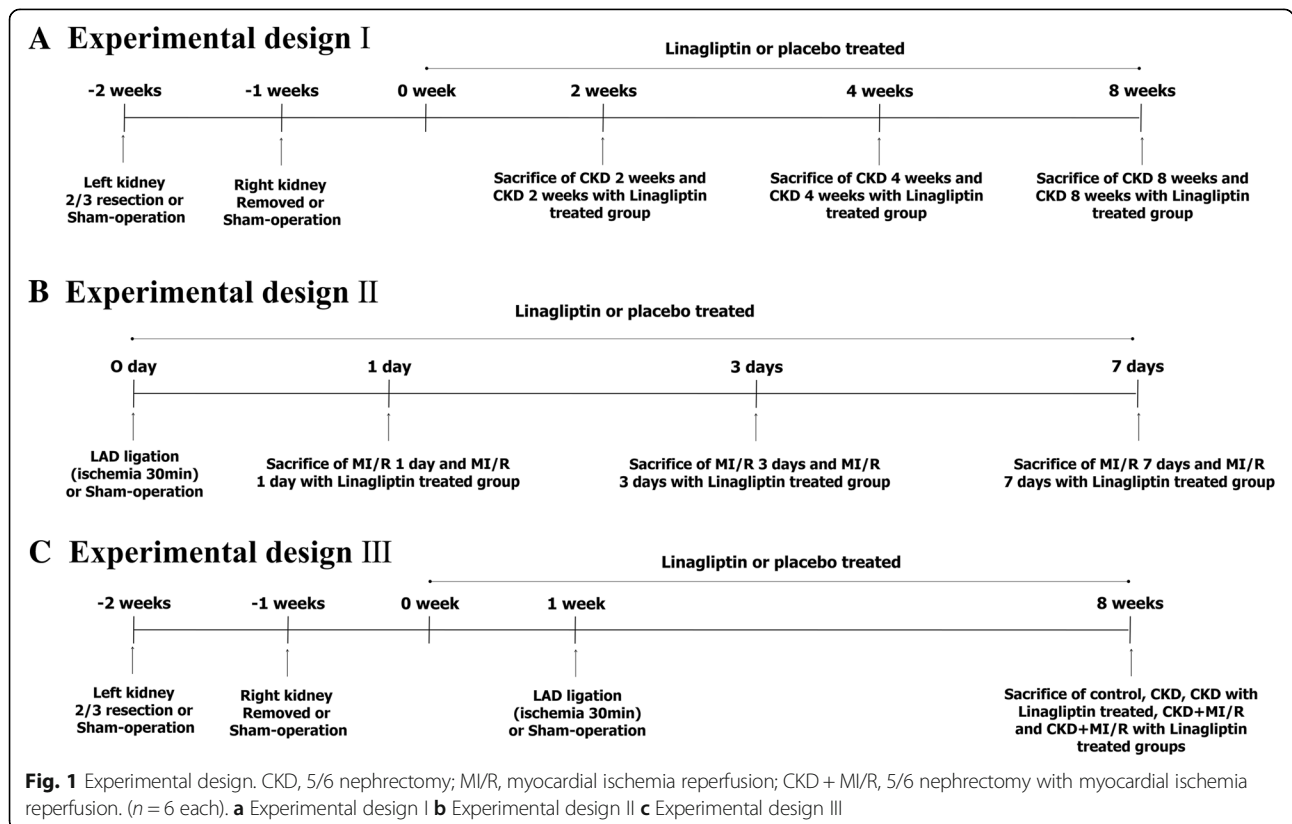 A Experimental design I
Linagliptin or placebo treated
-2 weeks -1 weeks 0 week 2 weeks 4 weeks 8 weeks
Left kidney
2/3 resection or
Sham-operation
Right kidney
Removed or
Sham-operation
Sacrifice of CKD 2 weeks and
CKD 2 weeks with Linagliptin
treated group
Sacrifice of CKD 4 weeks and
CKD 4 weeks with Linagliptin
treated group
Sacrifice of CKD 8 weeks and
CKD 8 weeks with Linagliptin
treated group
B Experimental design II
Linagliptin or placebo treated
O day 1 day 3 days 7 days
LAD ligation
(ischemia 30min)
or Sham-operation
Sacrifice of MI/R 1 day and MI/R
1 day with Linagliptin treated group
Sacrifice of MI/R 3 days and MI/R
3 days with Linagliptin treated group
Sacrifice of MI/R 7 days and MI/R
7 days with Linagliptin treated group
C Experimental design III
Linagliptin or placebo treated
-2 weeks -1 weeks 0 week 1 week 8 weeks
Left kidney
2/3 resection or
Sham-operation
Right kidney
Removed or
Sham-operation
LAD ligation
(ischemia 30min)
or Sham-operation
Sacrifice of control, CKD, CKD with
Linagliptin treated, CKD+MI/R
and CKD+MI/R with Linagliptin
treated groups
Fig. 1 Experimental design. CKD, 5/6 nephrectomy; MI/R, myocardial ischemia reperfusion; CKD + MI/R, 5/6 nephrectomy with myocardial ischemia
reperfusion. (n = 6 each). a Experimental design I b Experimental design II c Experimental design III